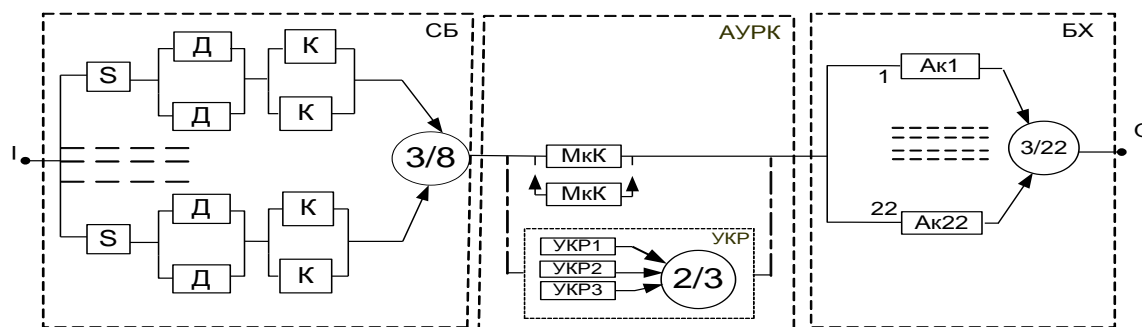 СБ
АУРК
БХ
Д
К
S
Д
К
Ак1
1
I
3/8
МкК
МкК
3/22
О
УКР
УКР1
УКР2
УКР3
2/3
Д
К
S
Д
К
22
Ак22